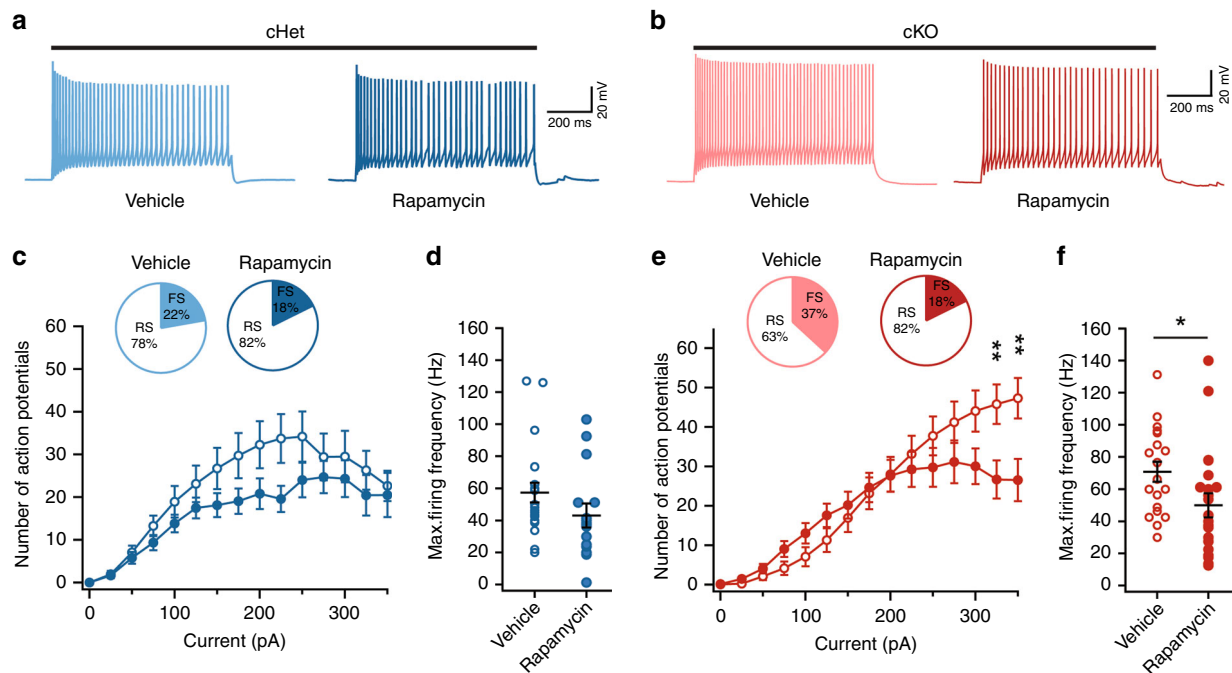 a
cHet
20 mV
200 ms
Vehicle
Rapamycin
b
cKO
20 mV
200 ms
Vehicle
Rapamycin
c
Vehicle
Rapamycin
FS
22%
RS
78%
FS
18%
RS
82%
Number of action potentials
60
50
40
30
20
10
0
0
100
200
300
Current (pA)
d
Max.firing frequency (Hz)
160
140
120
100
80
60
40
20
0
Vehicle
Rapamycin
e
Vehicle
Rapamycin
FS
37%
RS
63%
FS
18%
RS
82%
**
**
Number of action potentials
60
50
40
30
20
10
0
0
100
200
300
Current (pA)
f
*
Max.firing frequency (Hz)
160
140
120
100
80
60
40
20
0
Vehicle
Rapamycin